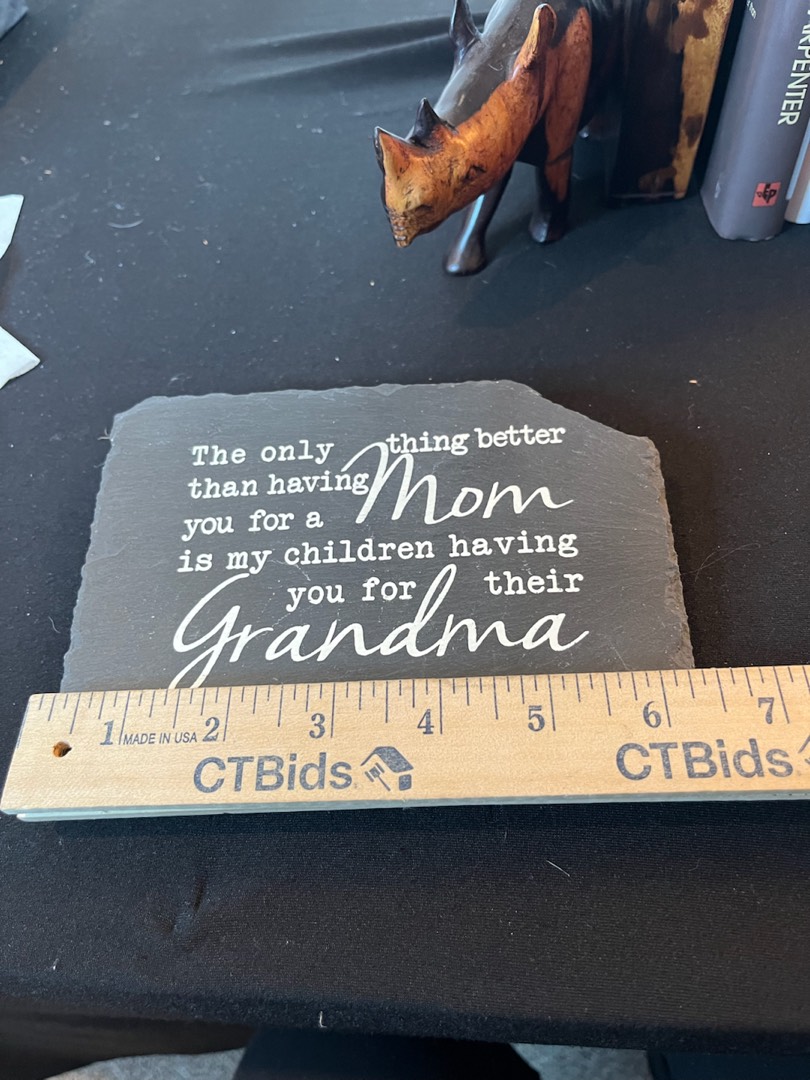 CARPENTER
The only thing better
than having
Mom
you for a
is my children having
you for their
Grandma
1 MADE IN USA 2 3 4 5 6 7
CTBids CTBids